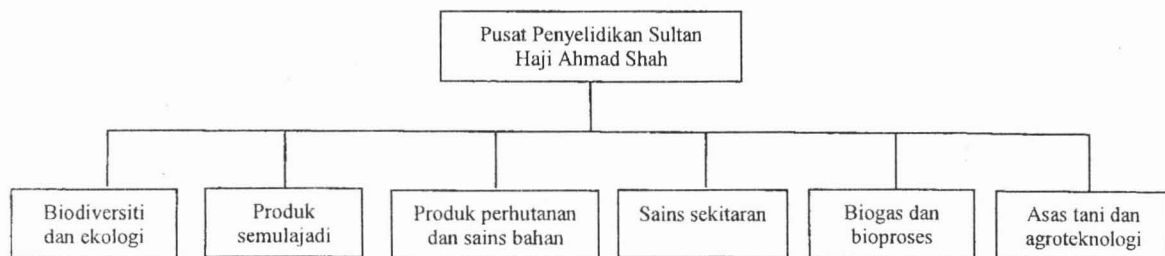 Pusat Penyelidikan Sultan
Haji Ahmad Shah
Biodiversiti
dan ekologi
Produk
semulajadi
Produk perhutanan
dan sains bahan
Sains sekitaran
Biogas dan
bioproses
Asas tani dan
agroteknologi